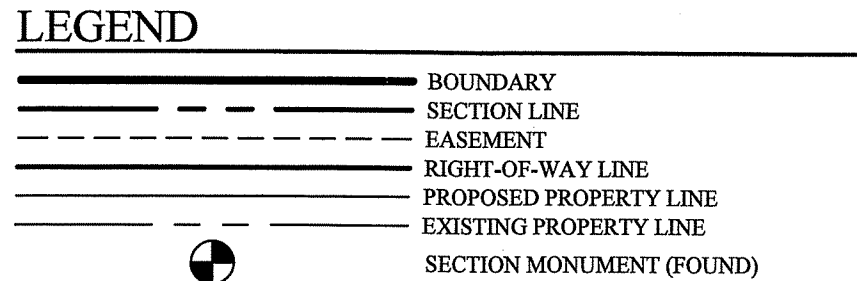 LEGEND
BOUNDARY
SECTION LINE
EASEMENT
RIGHT-OF-WAY LINE
PROPOSED PROPERTY LINE
EXISTING PROPERTY LINE
SECTION MONUMENT (FOUND)